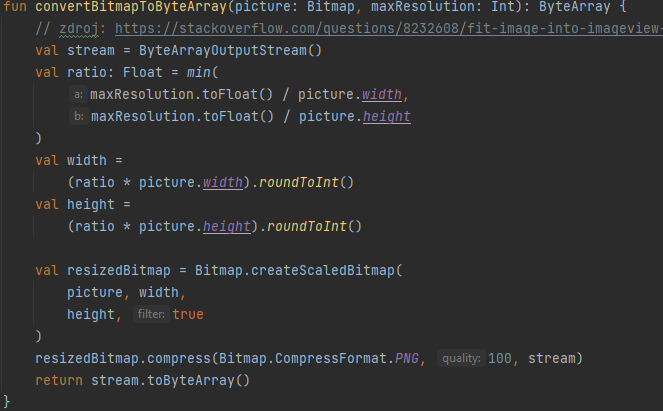 fun convertBitmapToByteArray(picture: Bitmap, maxResolution: Int): ByteArray {
// zdroj: https://stackoverflow.com/questions/8232608/fit-image-into-imageview-
val stream = ByteArrayOutputStream()
val ratio: Float = min(
a: maxResolution.toFloat() / picture.width,
b: maxResolution.toFloat() / picture.height
)
val width =
(ratio * picture.width).roundToInt()
val height =
(ratio * picture.height).roundToInt()
val resizedBitmap = Bitmap.createScaledBitmap(
picture, width,
height, filter: true
)
resizedBitmap.compress(Bitmap.CompressFormat.PNG, quality: 100, stream)
return stream.toByteArray()
}